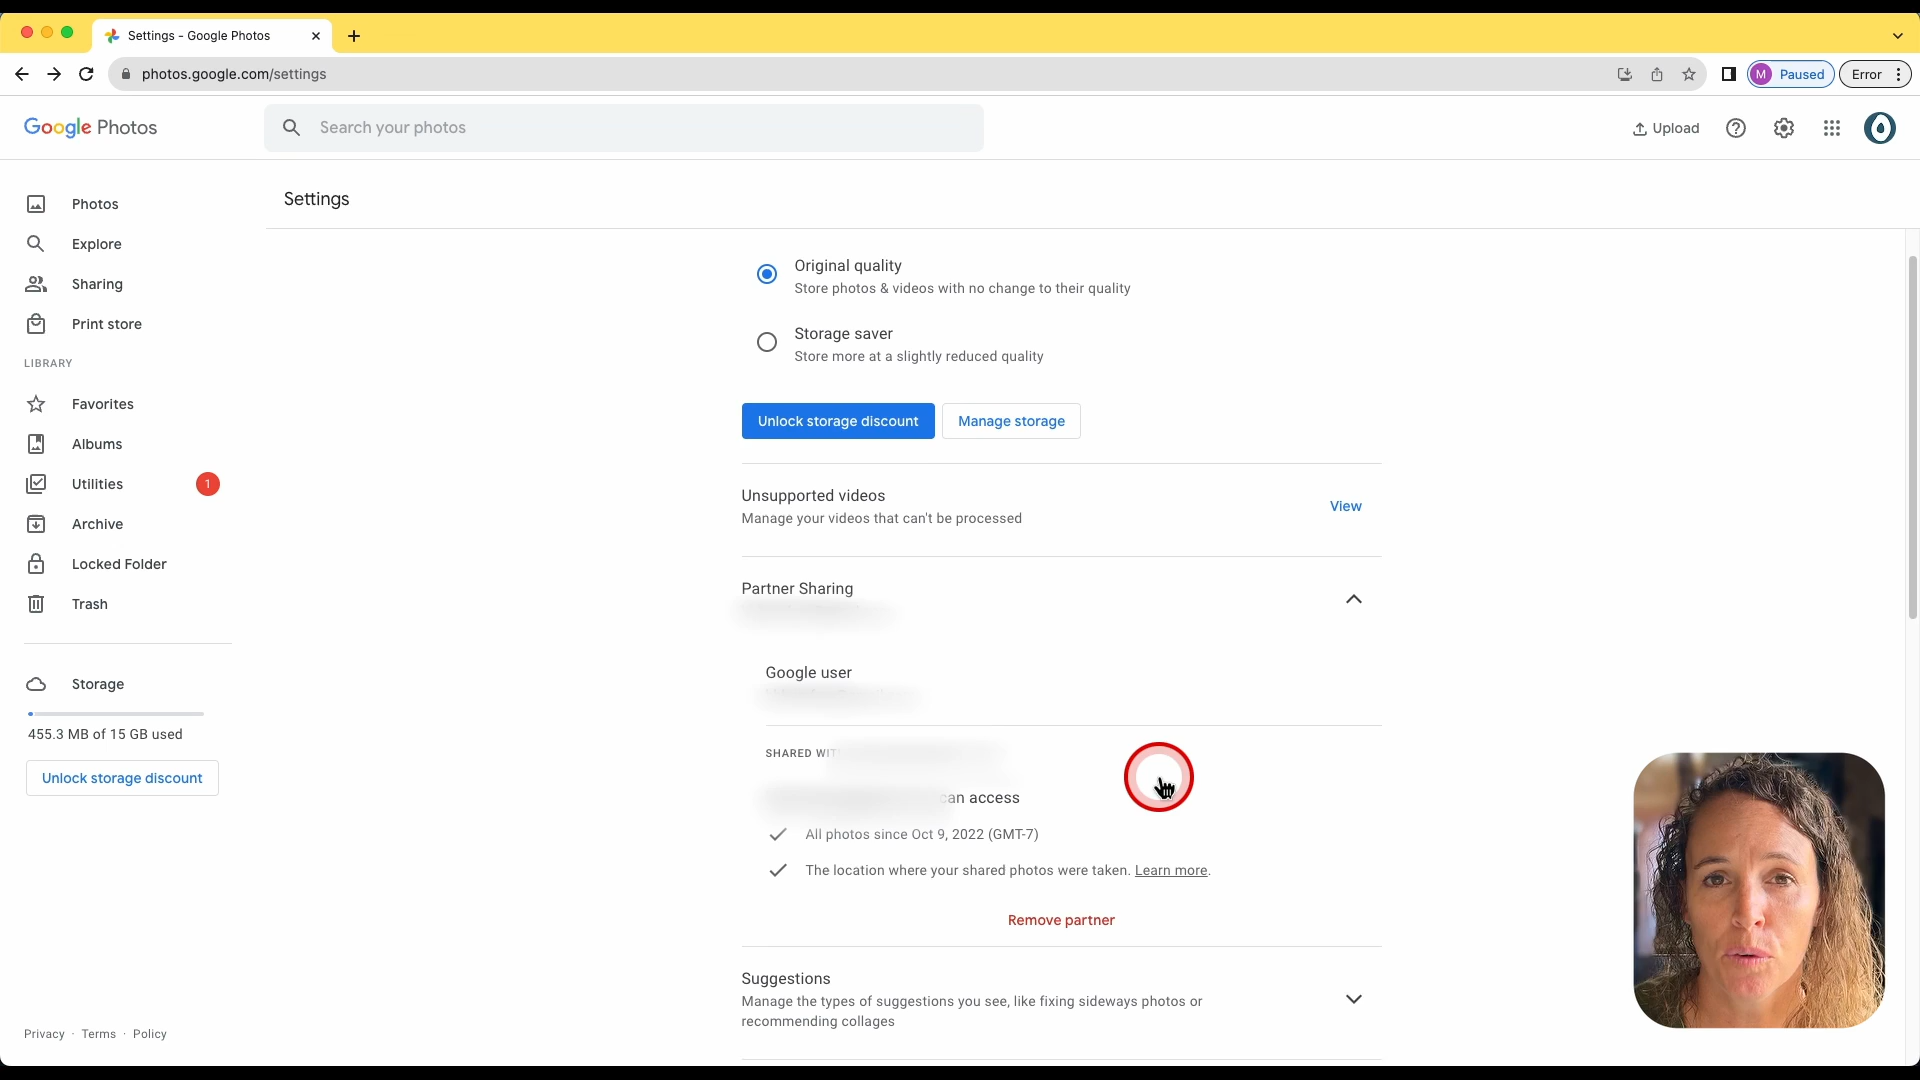 Settings - Google Photos
photos.google.com/settings
M Paused
Error
Google Photos
Search your photos
Upload
Settings
Photos
Explore
Sharing
Print store
LIBRARY
Favorites
Albums
Utilities 1
Archive
Locked Folder
Trash
Storage
455.3 MB of 15 GB used
Unlock storage discount
Privacy · Terms · Policy
Original quality
Store photos & videos with no change to their quality
Storage saver
Store more at a slightly reduced quality
Unlock storage discount Manage storage
Unsupported videos
Manage your videos that can't be processed
View
Partner Sharing
Google user
SHARED
can access
All photos since Oct 9, 2022 (GMT-7)
The location where your shared photos were taken. Learn more.
Remove partner
Suggestions
Manage the types of suggestions you see, like fixing sideways photos or
recommending collages